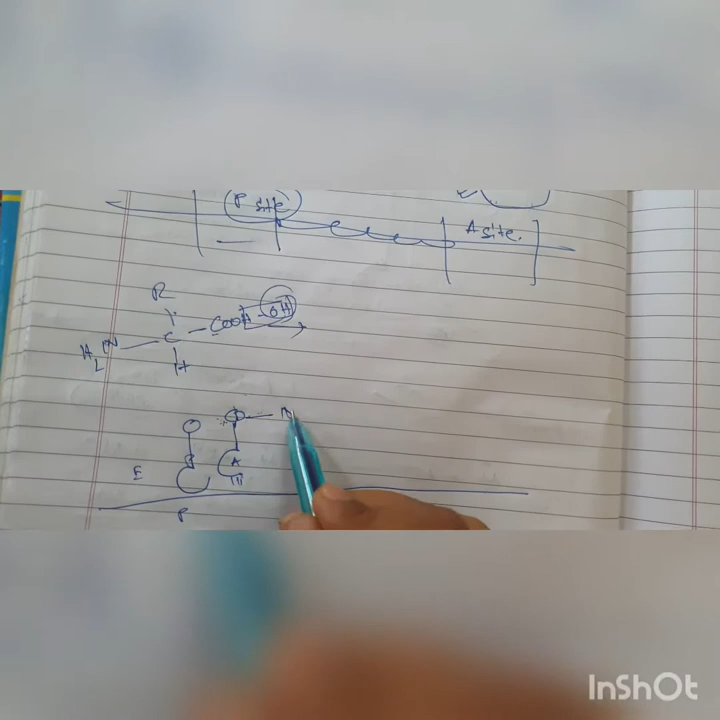 P site
A site.
R
H2N — C — COOH - OH
H
E
A
P
InShOt